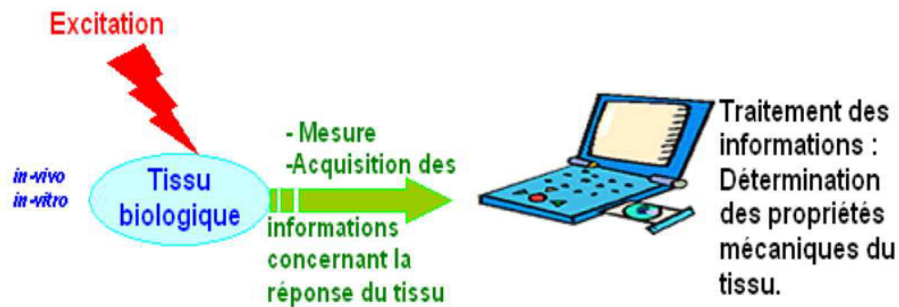 Excitation
in-vivo
in-vitro
Tissu
biologique
- Mesure
-Acquisition des
informations
concernant la
réponse du tissu
Traitement des
informations :
Détermination
des propriétés
mécaniques du
tissu.